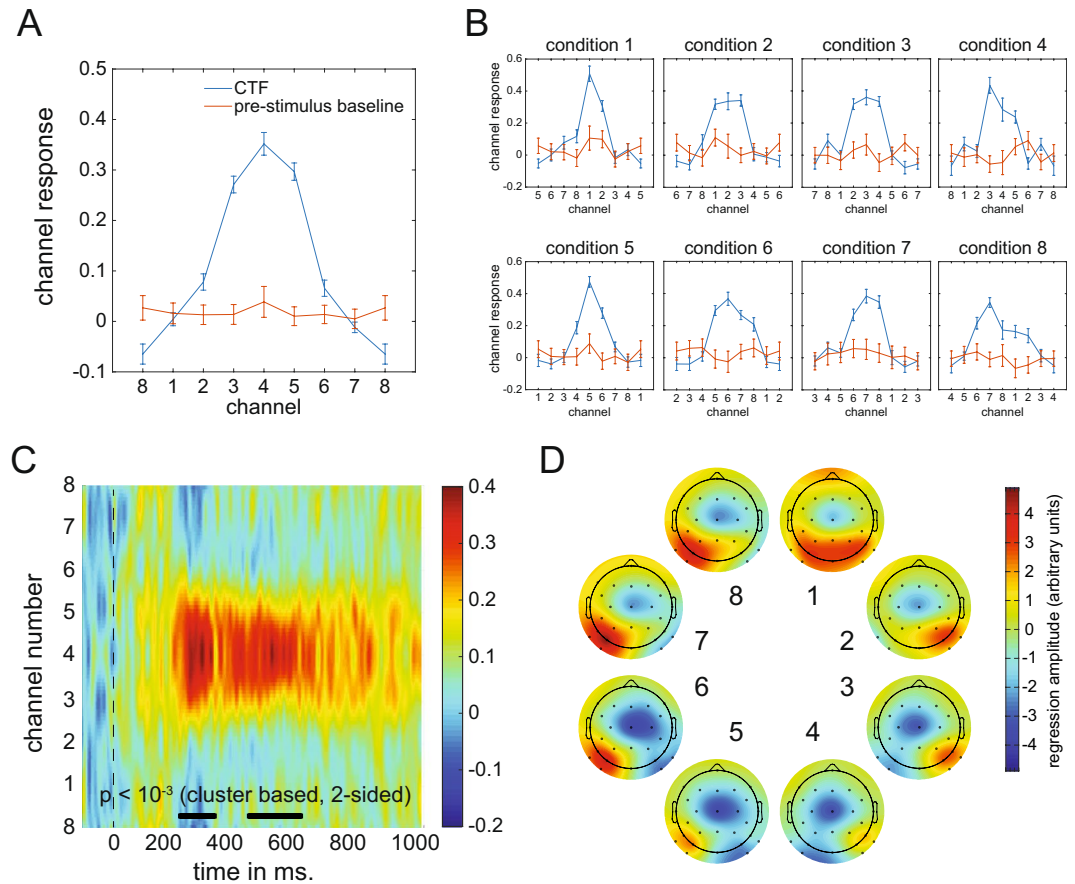 A
0.5
0.4
0.3
0.2
0.1
0
-0.1
channel response
CTF
pre-stimulus baseline
8 1 2 3 4 5 6 7 8
channel
B
condition 1 condition 2 condition 3 condition 4
0.6
0.4
0.2
0
-0.2
channel response
5 6 7 8 1 2 3 4 5
channel
6 7 8 1 2 3 4 5 6
channel
7 8 1 2 3 4 5 6 7
channel
8 1 2 3 4 5 6 7 8
channel
condition 5 condition 6 condition 7 condition 8
0.6
0.4
0.2
0
-0.2
channel response
1 2 3 4 5 6 7 8 1
channel
2 3 4 5 6 7 8 1 2
channel
3 4 5 6 7 8 1 2 3
channel
4 5 6 7 8 1 2 3 4
channel
C
8
7
6
5
4
3
2
1
8
channel number
p < 10⁻³ (cluster based, 2-sided)
0 200 400 600 800 1000
time in ms.
0.4
0.3
0.2
0.1
0
-0.1
-0.2
D
8 1
7 2
6 3
5 4
4
3
2
1
0
-1
-2
-3
-4
regression amplitude (arbitrary units)